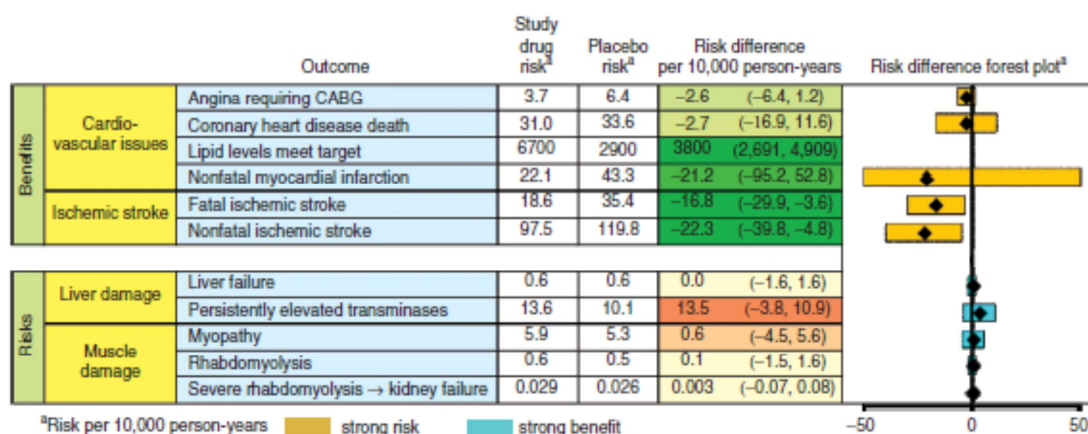 Outcome Study drug riskᵃ Placebo riskᵃ Risk difference per 10,000 person-years Risk difference forest plotᵃ
Benefits
Cardio-vascular issues
Angina requiring CABG 3.7 6.4 −2.6 (−6.4, 1.2)
Coronary heart disease death 31.0 33.6 −2.7 (−16.9, 11.6)
Lipid levels meet target 6700 2900 3800 (2,691, 4,909)
Nonfatal myocardial infarction 22.1 43.3 −21.2 (−95.2, 52.8)
Ischemic stroke
Fatal ischemic stroke 18.6 35.4 −16.8 (−29.9, −3.6)
Nonfatal ischemic stroke 97.5 119.8 −22.3 (−39.8, −4.8)
Risks
Liver damage
Liver failure 0.6 0.6 0.0 (−1.6, 1.6)
Persistently elevated transminases 13.6 10.1 13.5 (−3.8, 10.9)
Muscle damage
Myopathy 5.9 5.3 0.6 (−4.5, 5.6)
Rhabdomyolysis 0.6 0.5 0.1 (−1.5, 1.6)
Severe rhabdomyolysis → kidney failure 0.029 0.026 0.003 (−0.07, 0.08)
ᵃRisk per 10,000 person-years strong risk strong benefit −50 0 50